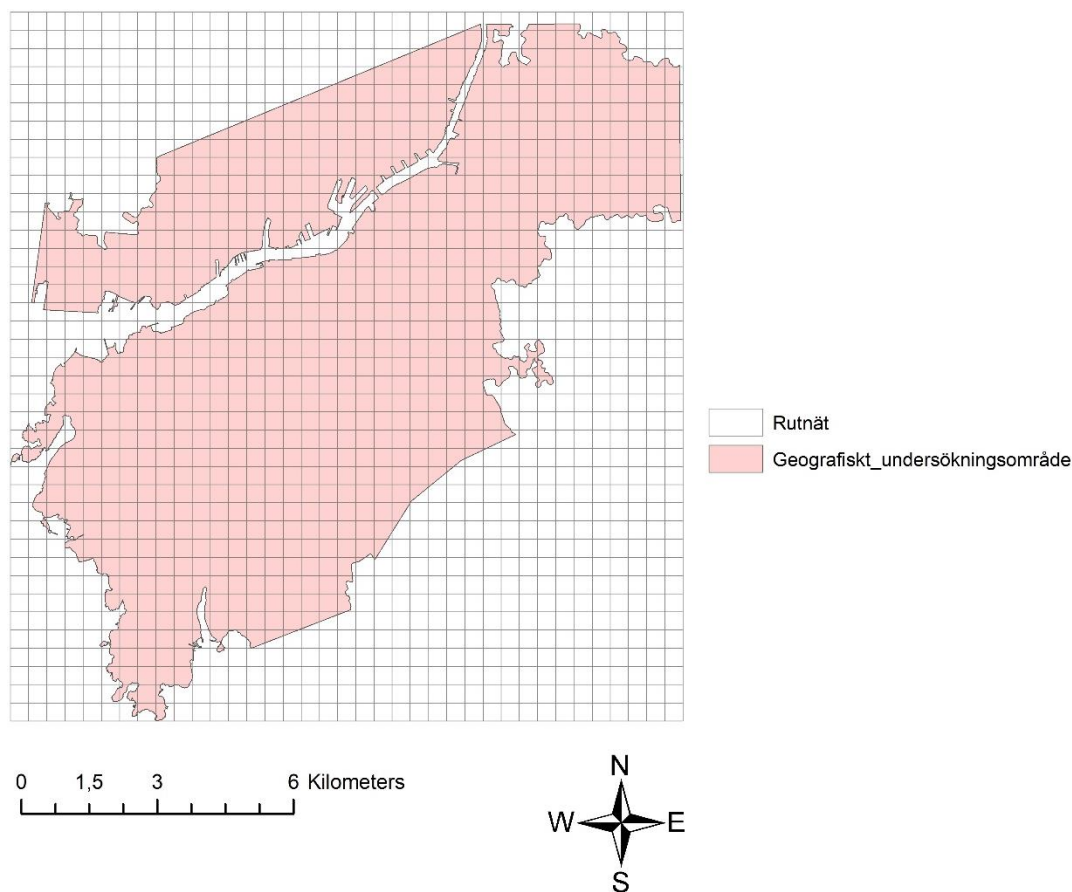 Rutnät
Geografiskt_undersökningsområde
0 1,5 3 6 Kilometers
N
W E
S